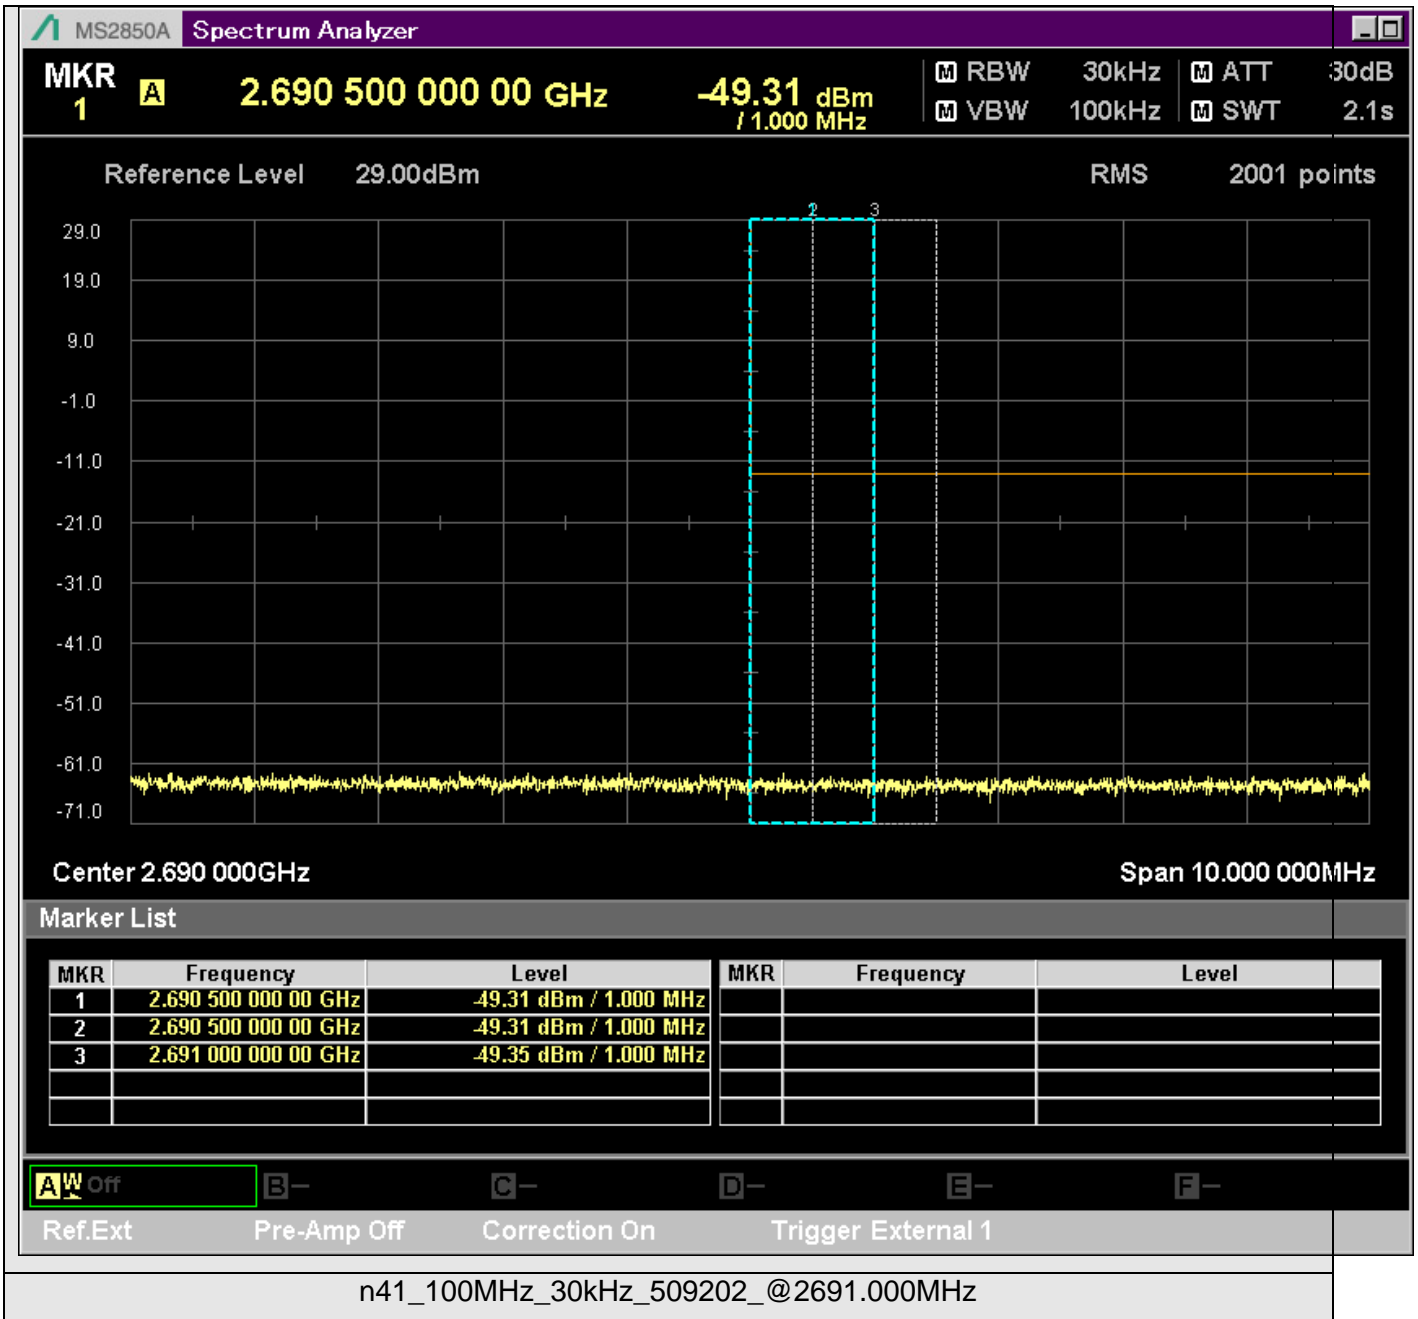 MS2850A Spectrum Analyzer
MKR 1 A 2.690 500 000 00 GHz -49.31 dBm / 1.000 MHz
M RBW 30kHz M ATT 30dB
M VBW 100kHz M SWT 2.1s
Reference Level 29.00dBm RMS 2001 points
2 3
29.0
19.0
9.0
-1.0
-11.0
-21.0
-31.0
-41.0
-51.0
-61.0
-71.0
Center 2.690 000GHz Span 10.000 000MHz
Marker List
MKR Frequency Level MKR Frequency Level
1 2.690 500 000 00 GHz -49.31 dBm / 1.000 MHz
2 2.690 500 000 00 GHz -49.31 dBm / 1.000 MHz
3 2.691 000 000 00 GHz -49.35 dBm / 1.000 MHz
A W Off B – C – D – E – F –
Ref.Ext Pre-Amp Off Correction On Trigger External 1
n41_100MHz_30kHz_509202_@2691.000MHz